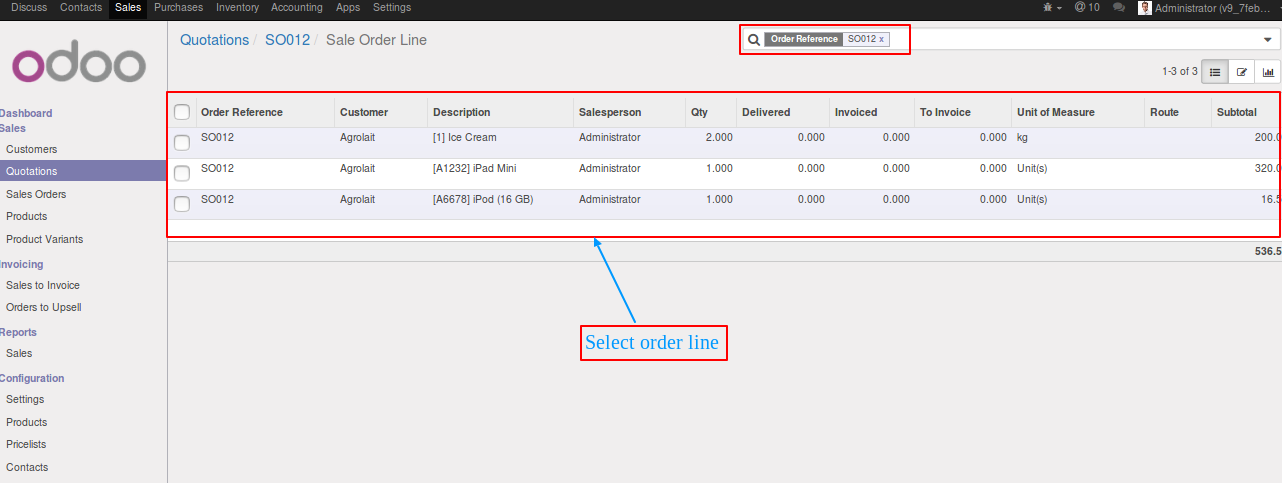 Discuss Contacts Sales Purchases Inventory Accounting Apps Settings @ 10 Administrator (v9_7feb...
odoo
Quotations / SO012 / Sale Order Line
Order Reference SO012 x
1-3 of 3
Dashboard
Sales
Customers
Quotations
Sales Orders
Products
Product Variants
Invoicing
Sales to Invoice
Orders to Upsell
Reports
Sales
Configuration
Settings
Products
Pricelists
Contacts
Order Reference Customer Description Salesperson Qty Delivered Invoiced To Invoice Unit of Measure Route Subtotal
SO012 Agrolait [1] Ice Cream Administrator 2.000 0.000 0.000 0.000 kg 200.0
SO012 Agrolait [A1232] iPad Mini Administrator 1.000 0.000 0.000 0.000 Unit(s) 320.0
SO012 Agrolait [A6678] iPod (16 GB) Administrator 1.000 0.000 0.000 0.000 Unit(s) 16.5
536.5
Select order line